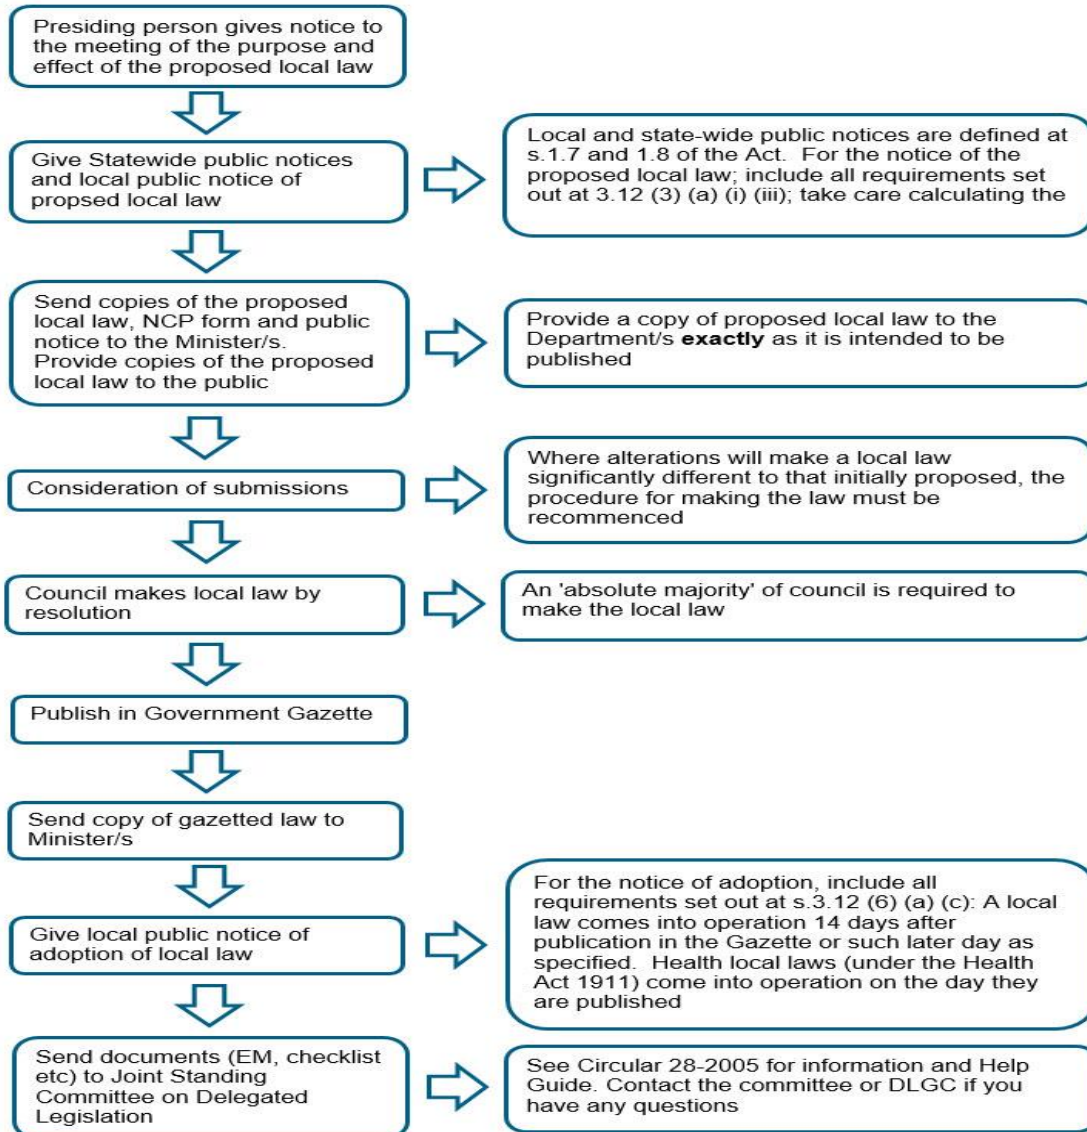 Presiding person gives notice to
the meeting of the purpose and
effect of the proposed local law
Give Statewide public notices
and local public notice of
propsed local law
Local and state-wide public notices are defined at
s.1.7 and 1.8 of the Act. For the notice of the
proposed local law; include all requirements set
out at 3.12 (3) (a) (i) (iii); take care calculating the
Send copies of the proposed
local law, NCP form and public
notice to the Minister/s.
Provide copies of the proposed
local law to the public
Provide a copy of proposed local law to the
Department/s exactly as it is intended to be
published
Consideration of submissions
Where alterations will make a local law
significantly different to that initially proposed, the
procedure for making the law must be
recommenced
Council makes local law by
resolution
An 'absolute majority' of council is required to
make the local law
Publish in Government Gazette
Send copy of gazetted law to
Minister/s
Give local public notice of
adoption of local law
For the notice of adoption, include all
requirements set out at s.3.12 (6) (a) (c): A local
law comes into operation 14 days after
publication in the Gazette or such later day as
specified. Health local laws (under the Health
Act 1911) come into operation on the day they
are published
Send documents (EM, checklist
etc) to Joint Standing
Committee on Delegated
Legislation
See Circular 28-2005 for information and Help
Guide. Contact the committee or DLGC if you
have any questions